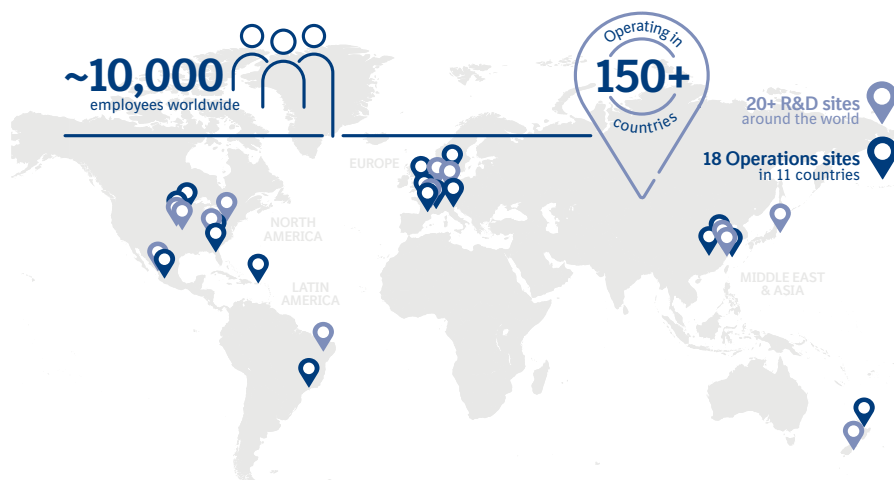 ~10,000
employees worldwide
Operating in
150+
countries
20+ R&D sites
around the world
18 Operations sites
in 11 countries
EUROPE
NORTH
AMERICA
LATIN
AMERICA
MIDDLE EAST
& ASIA